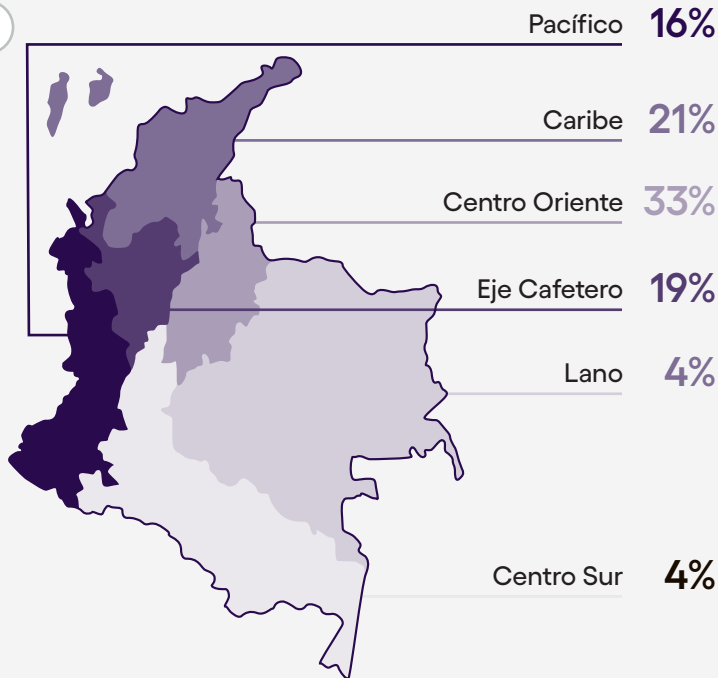 Pacífico 16%
Caribe 21%
Centro Oriente 33%
Eje Cafetero 19%
Lano 4%
Centro Sur 4%